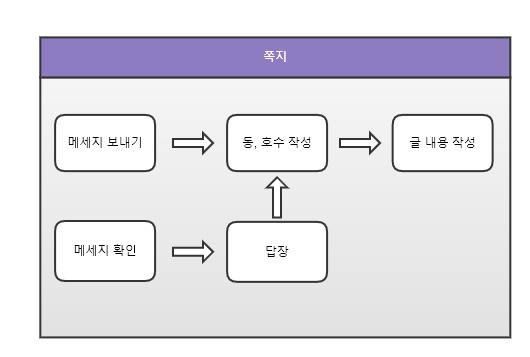 쪽지
메세지 보내기
동, 호수 작성
글 내용 작성
메세지 확인
답장